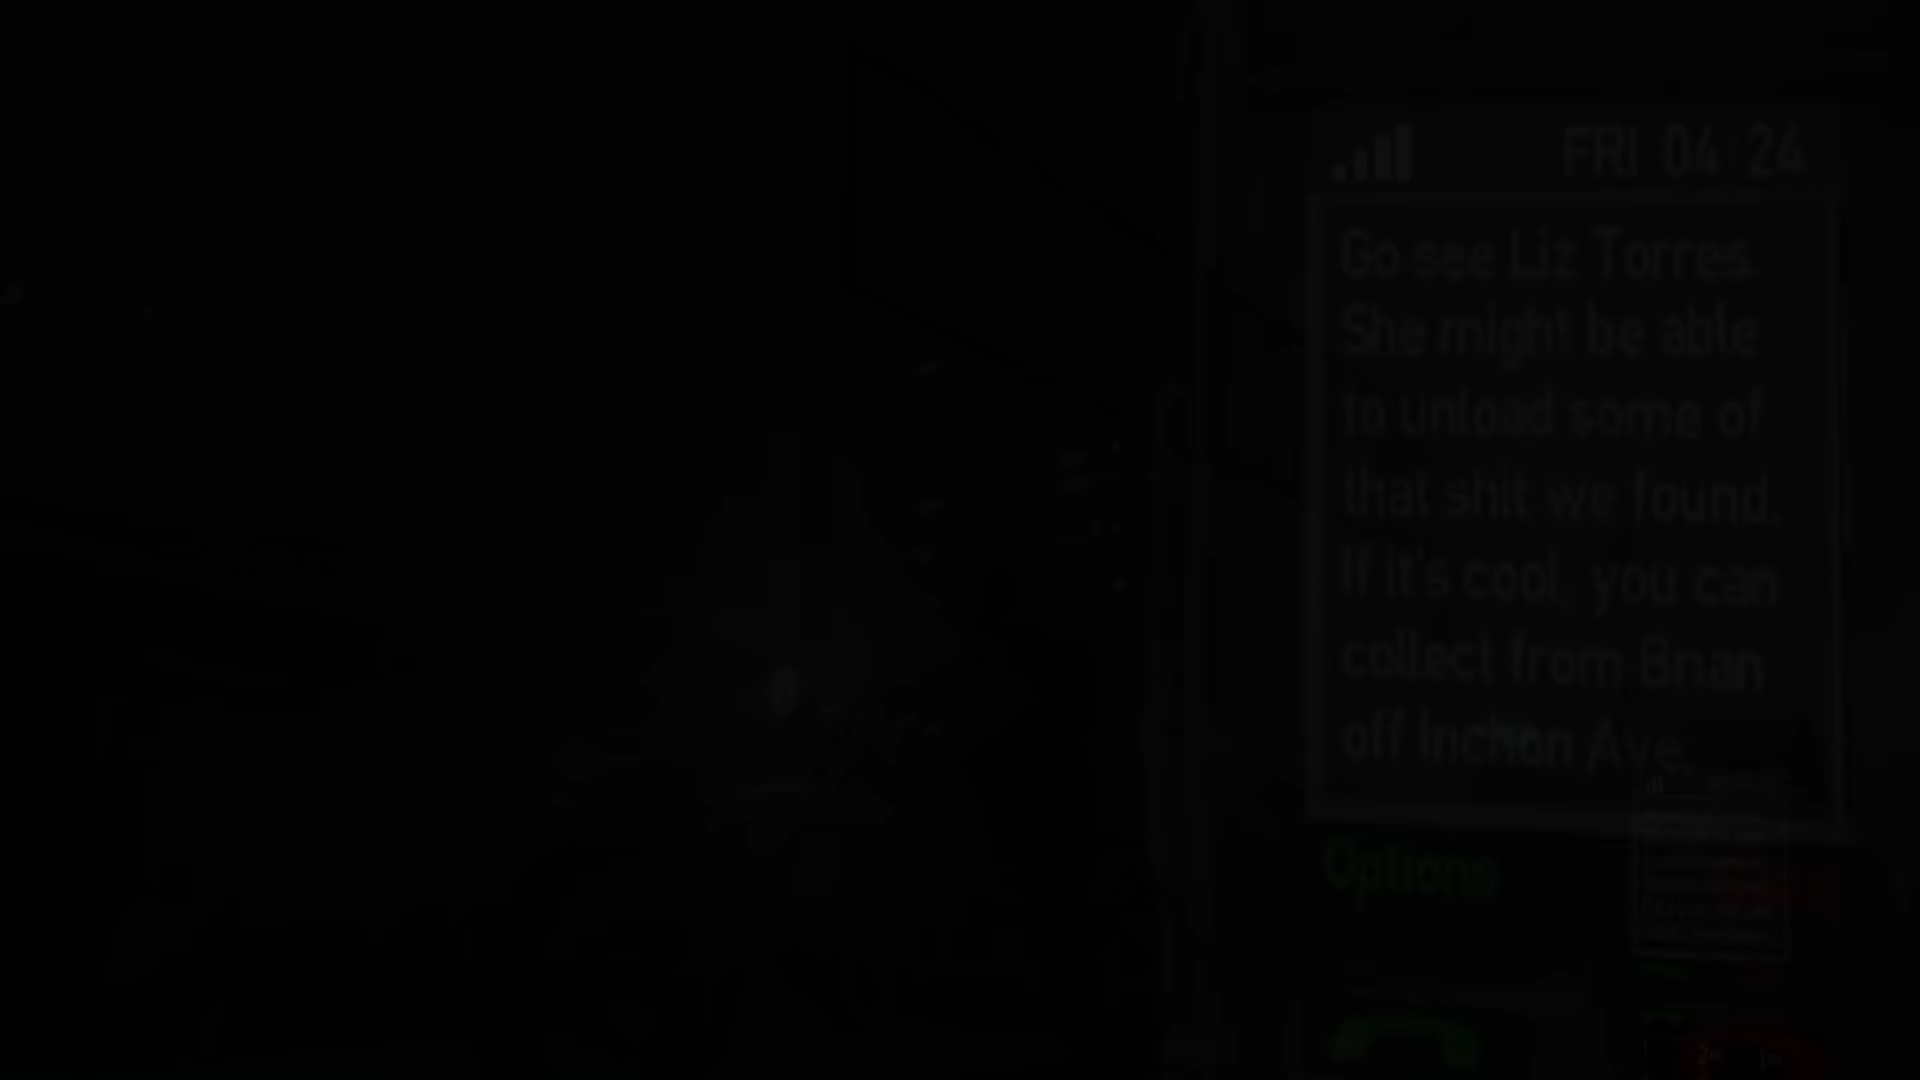 FRI 04:24
Go see Liz Torres.
She might be able
to unload some of
that shit we found.
If it's cool, you can
collect from Brian
off Inchon Ave.
Options